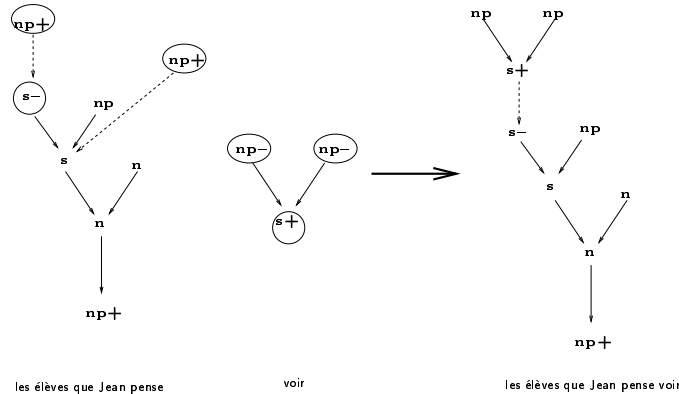 np+
s−
np
np+
s
n
n
np+
les élèves que Jean pense
np−
np−
s+
voir
np
np
s+
s−
np
s
n
n
np+
les élèves que Jean pense voir